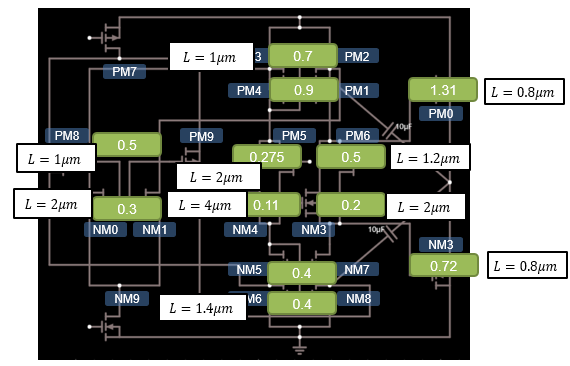 L = 1μm
3
0.7
PM2
PM7
PM4
0.9
PM1
1.31
L = 0.8μm
PM0
10μF
PM8
0.5
PM9
PM5
PM6
L = 1μm
0.275
0.5
L = 1.2μm
L = 2μm
L = 2μm
0.3
L = 4μm
0.11
0.2
L = 2μm
NM0
NM1
NM4
NM3
10μF
NM3
NM5
0.4
NM7
0.72
L = 0.8μm
NM9
L = 1.4μm
M6
0.4
NM8